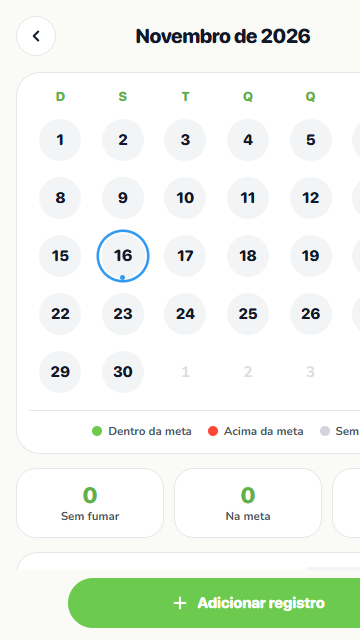 Novembro de 2026
D S T Q Q
1 2 3 4 5
8 9 10 11 12
15 16 17 18 19
22 23 24 25 26
29 30 1 2 3
Dentro da meta Acima da meta Sem
0 0
Sem fumar Na meta
Adicionar registro